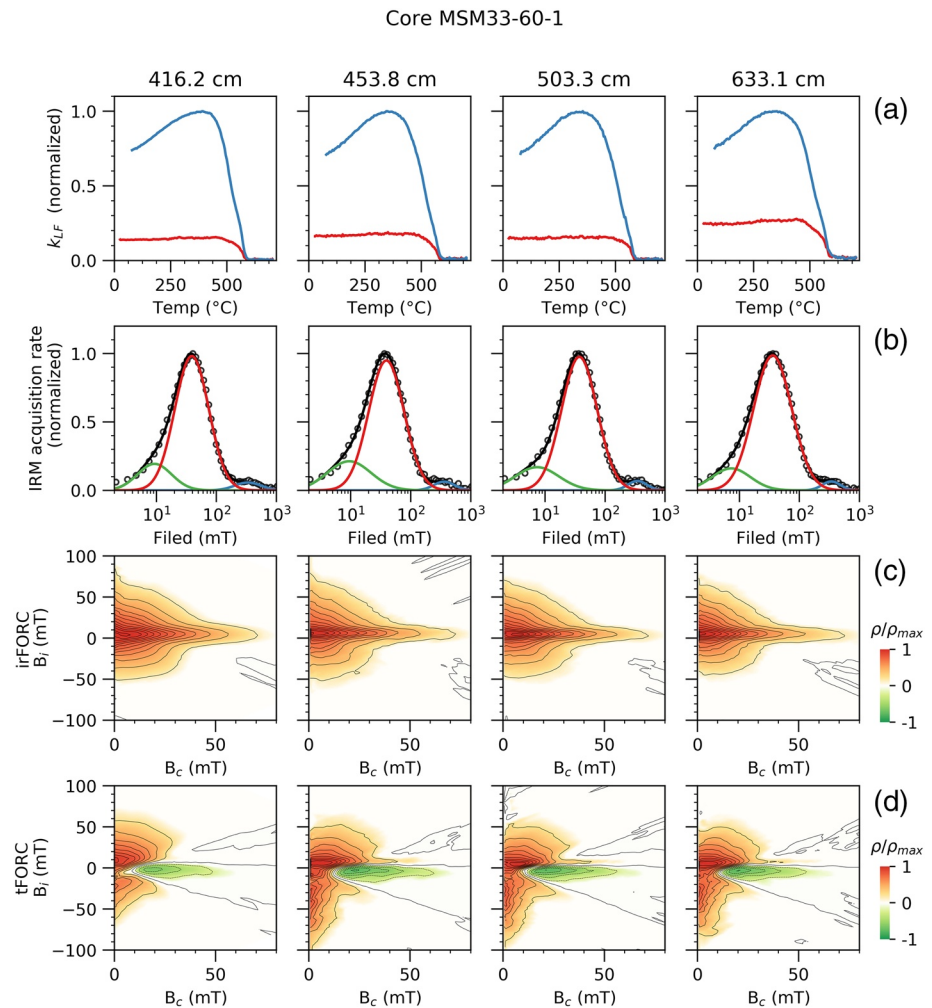 Core MSM33-60-1
416.2 cm 453.8 cm 503.3 cm 633.1 cm
(a)
k_LF (normalized)
1.0
0.5
0.0
0 250 500 0 250 500 0 250 500 0 250 500
Temp (°C) Temp (°C) Temp (°C) Temp (°C)
(b)
IRM acquisition rate
(normalized)
1.0
0.5
0.0
10^1 10^2 10^3 10^1 10^2 10^3 10^1 10^2 10^3 10^1 10^2 10^3
Filed (mT) Filed (mT) Filed (mT) Filed (mT)
(c)
irFORC
B_i (mT)
100
50
0
−50
−100
ρ/ρ_max
1
0
-1
0 50 0 50 0 50 0 50
B_c (mT) B_c (mT) B_c (mT) B_c (mT)
(d)
tFORC
B_i (mT)
100
50
0
−50
−100
ρ/ρ_max
1
0
-1
0 50 0 50 0 50 0 50
B_c (mT) B_c (mT) B_c (mT) B_c (mT)